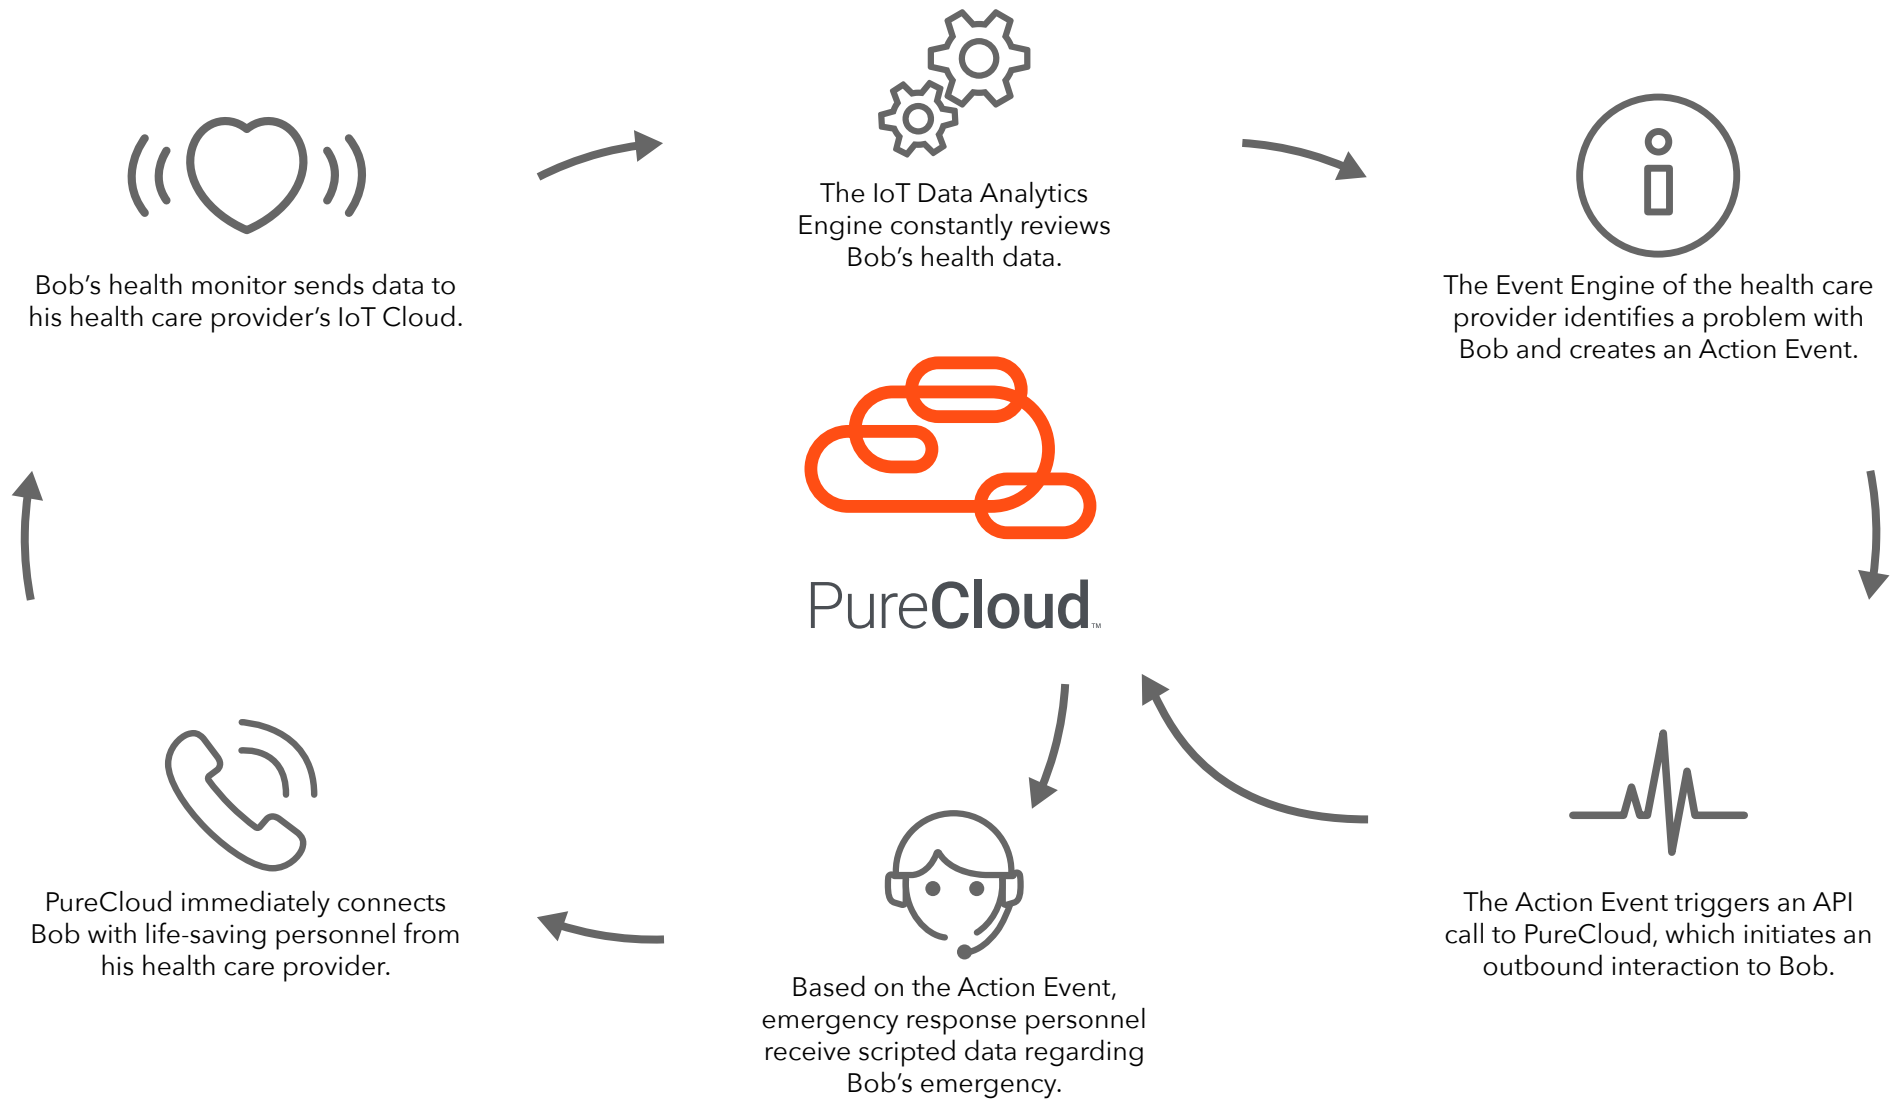 Bob’s health monitor sends data to
his health care provider’s IoT Cloud.
The IoT Data Analytics
Engine constantly reviews
Bob’s health data.
The Event Engine of the health care
provider identifies a problem with
Bob and creates an Action Event.
PureCloud™
The Action Event triggers an API
call to PureCloud, which initiates an
outbound interaction to Bob.
Based on the Action Event,
emergency response personnel
receive scripted data regarding
Bob’s emergency.
PureCloud immediately connects
Bob with life-saving personnel from
his health care provider.